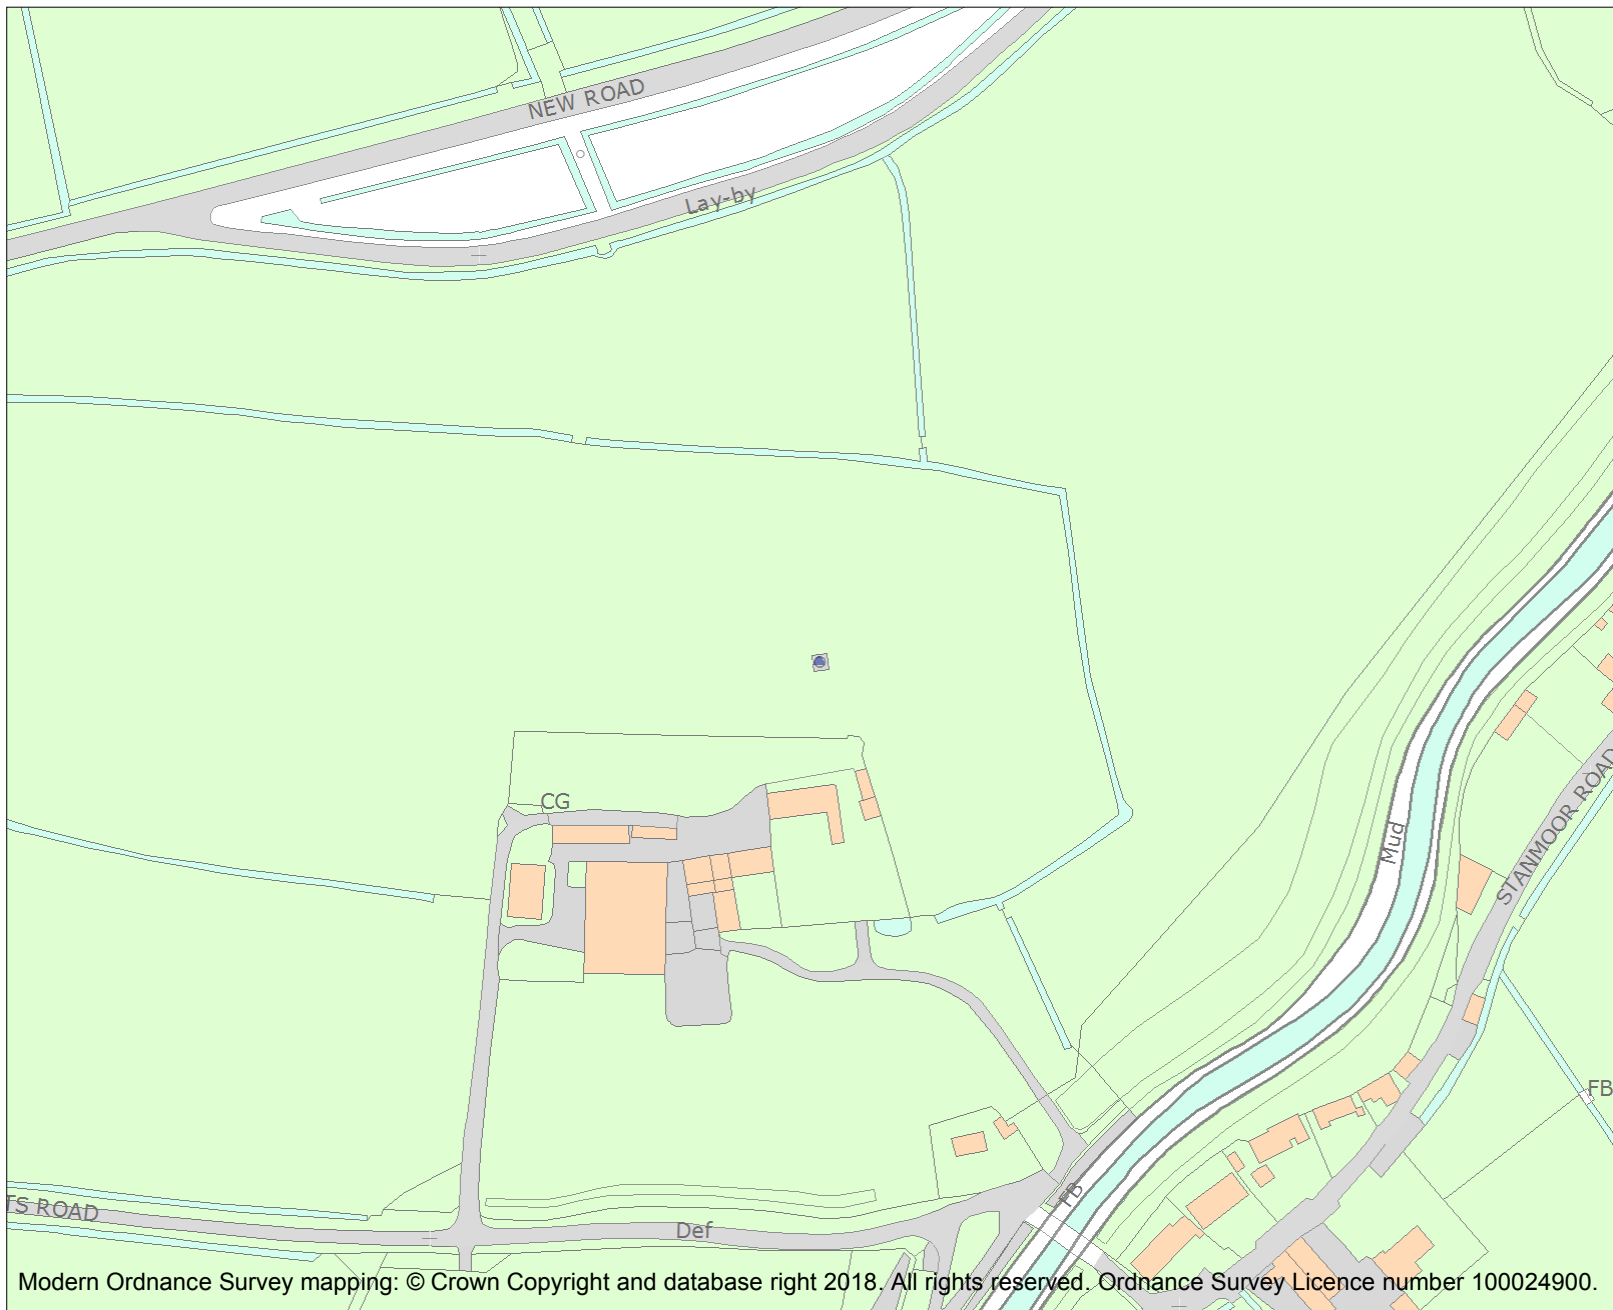 NEW ROAD
Lay-by
CG
Mud
STANMOOR ROAD
FB
FB
TS ROAD
Def
Modern Ordnance Survey mapping: © Crown Copyright and database right 2018. All rights reserved. Ordnance Survey Licence number 100024900.